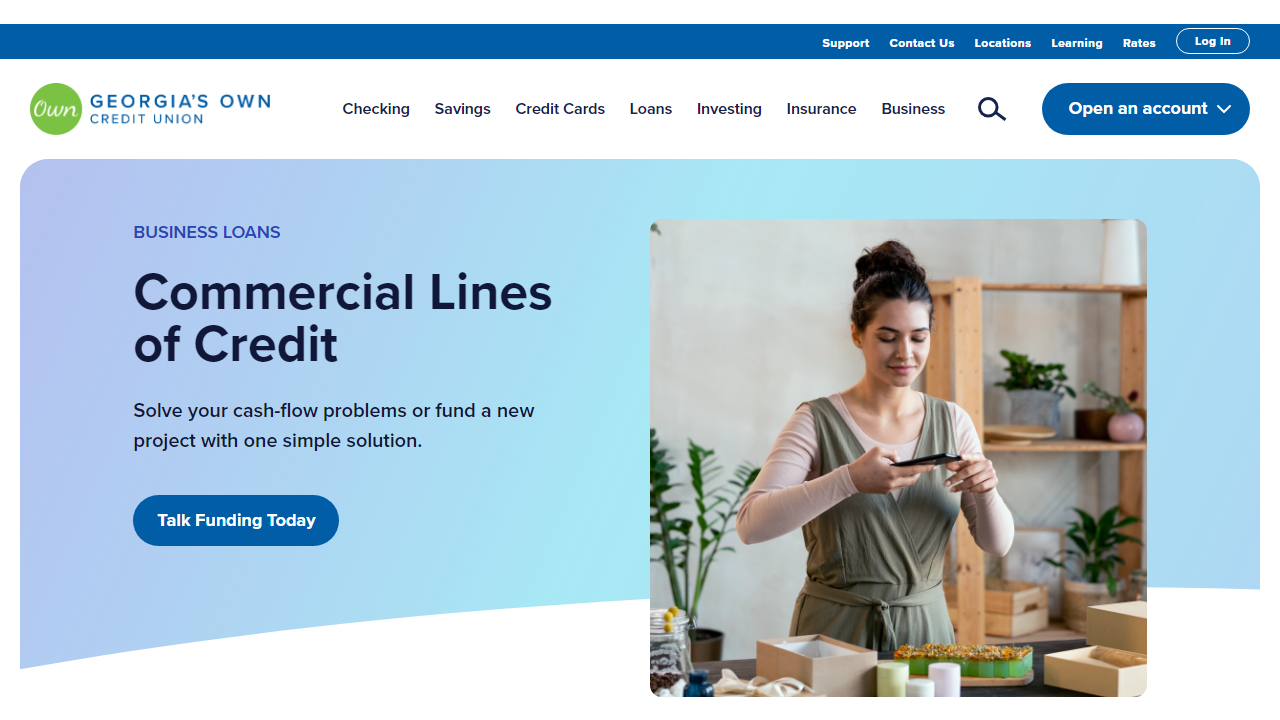 Support Contact Us Locations Learning Rates Log In
Own GEORGIA'S OWN
CREDIT UNION
Checking Savings Credit Cards Loans Investing Insurance Business Open an account
BUSINESS LOANS
Commercial Lines
of Credit
Solve your cash-flow problems or fund a new
project with one simple solution.
Talk Funding Today